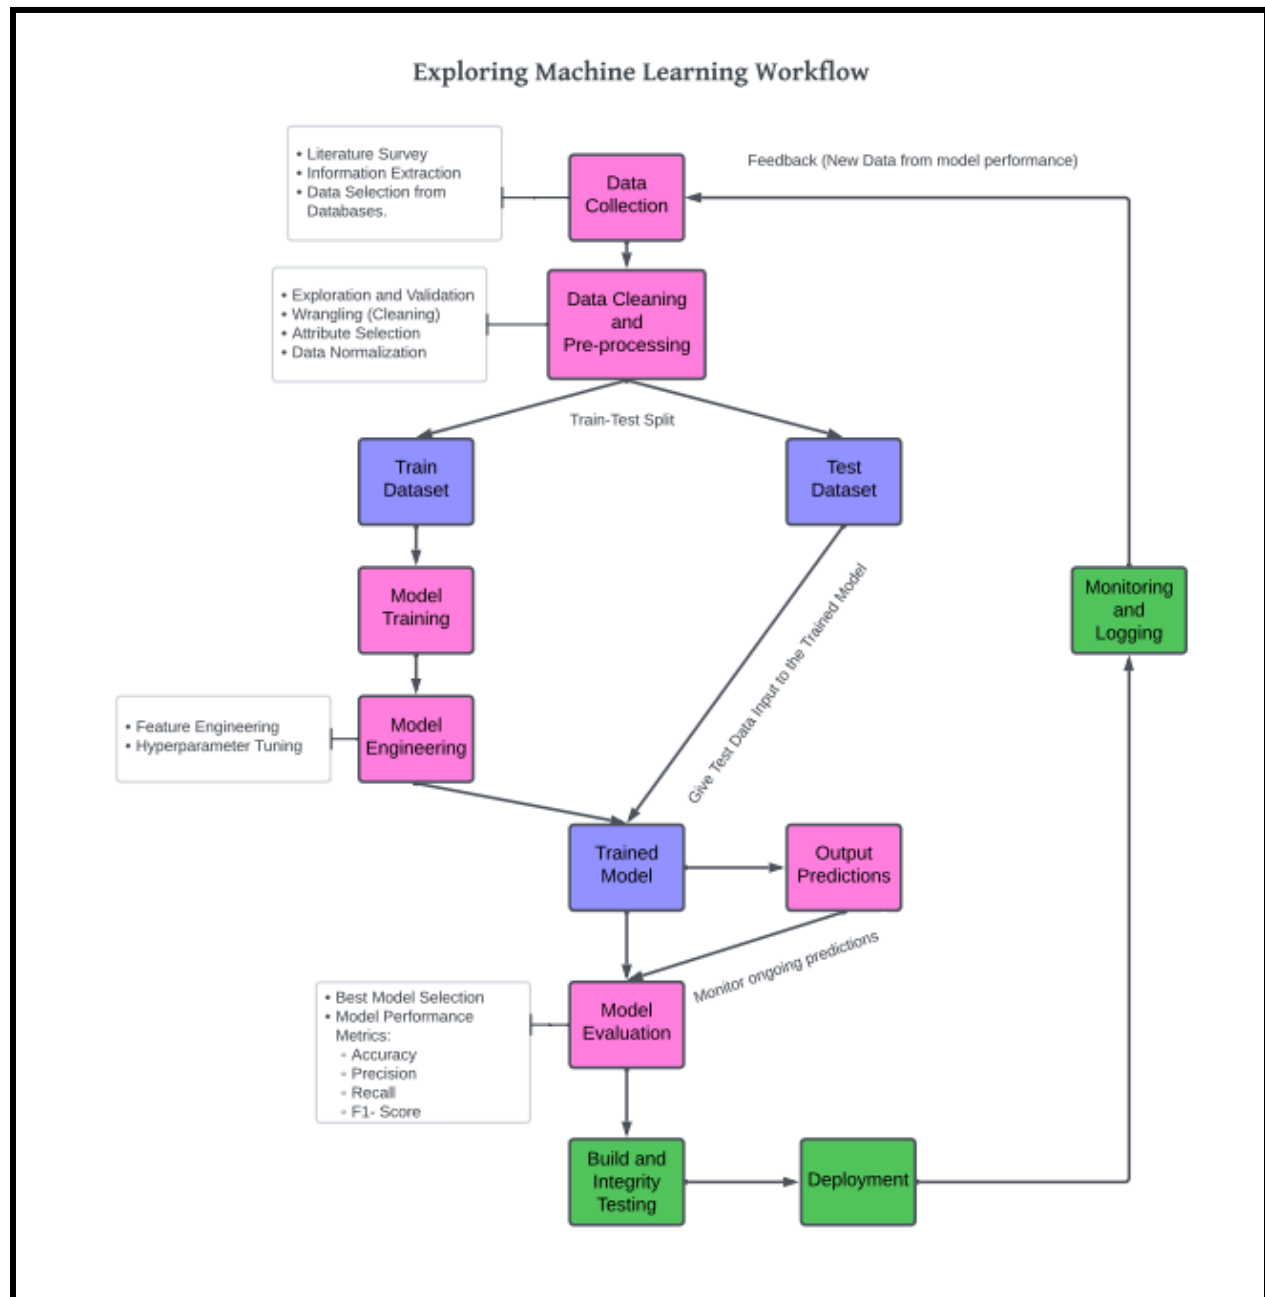 Exploring Machine Learning Workflow
• Literature Survey
• Information Extraction
• Data Selection from
Databases.
Data
Collection
Feedback (New Data from model performance)
• Exploration and Validation
• Wrangling (Cleaning)
• Attribute Selection
• Data Normalization
Data Cleaning
and
Pre-processing
Train-Test Split
Train
Dataset
Test
Dataset
Model
Training
Give Test Data Input to the Trained Model
Monitoring
and
Logging
• Feature Engineering
• Hyperparameter Tuning
Model
Engineering
Trained
Model
Output
Predictions
Monitor ongoing predictions
• Best Model Selection
• Model Performance
Metrics:
◦ Accuracy
◦ Precision
◦ Recall
◦ F1- Score
Model
Evaluation
Build and
Integrity
Testing
Deployment